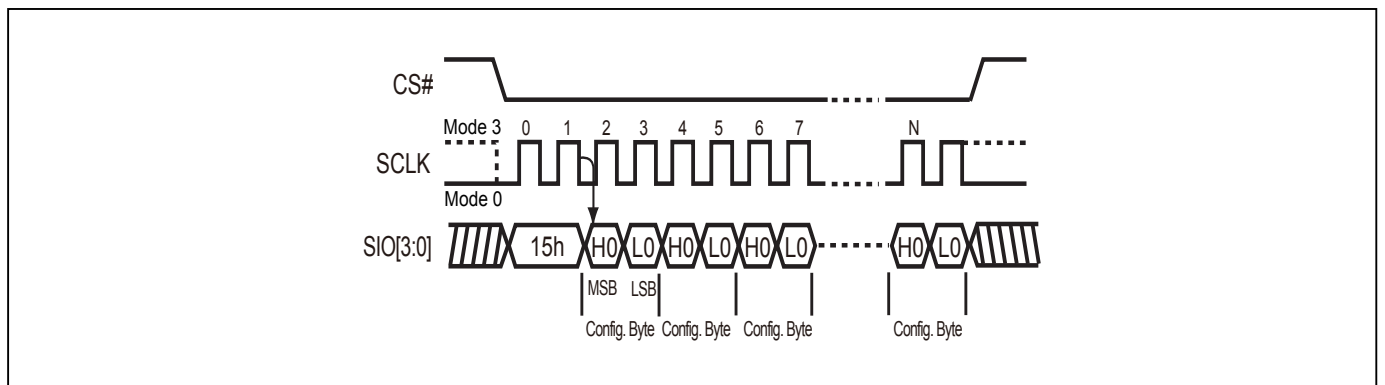 CS#
Mode 3 0 1 2 3 4 5 6 7 N
SCLK
Mode 0
SIO[3:0] 15h H0 L0 H0 L0 H0 L0 H0 L0
MSB LSB
Config. Byte Config. Byte Config. Byte Config. Byte